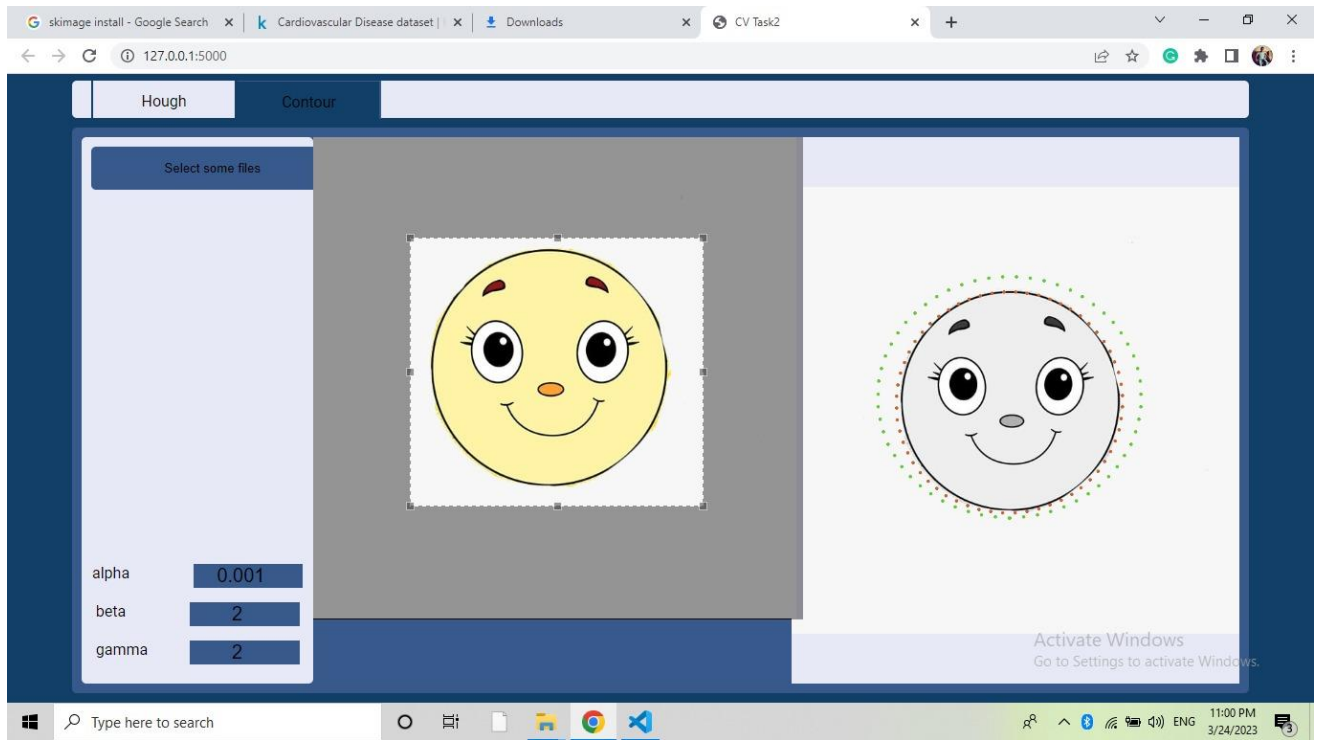 skimage install - Google Search
Cardiovascular Disease dataset |
Downloads
CV Task2
127.0.0.1:5000
Hough
Contour
Select some files
alpha 0.001
beta 2
gamma 2
Activate Windows
Go to Settings to activate Windows.
Type here to search
ENG
11:00 PM
3/24/2023
3